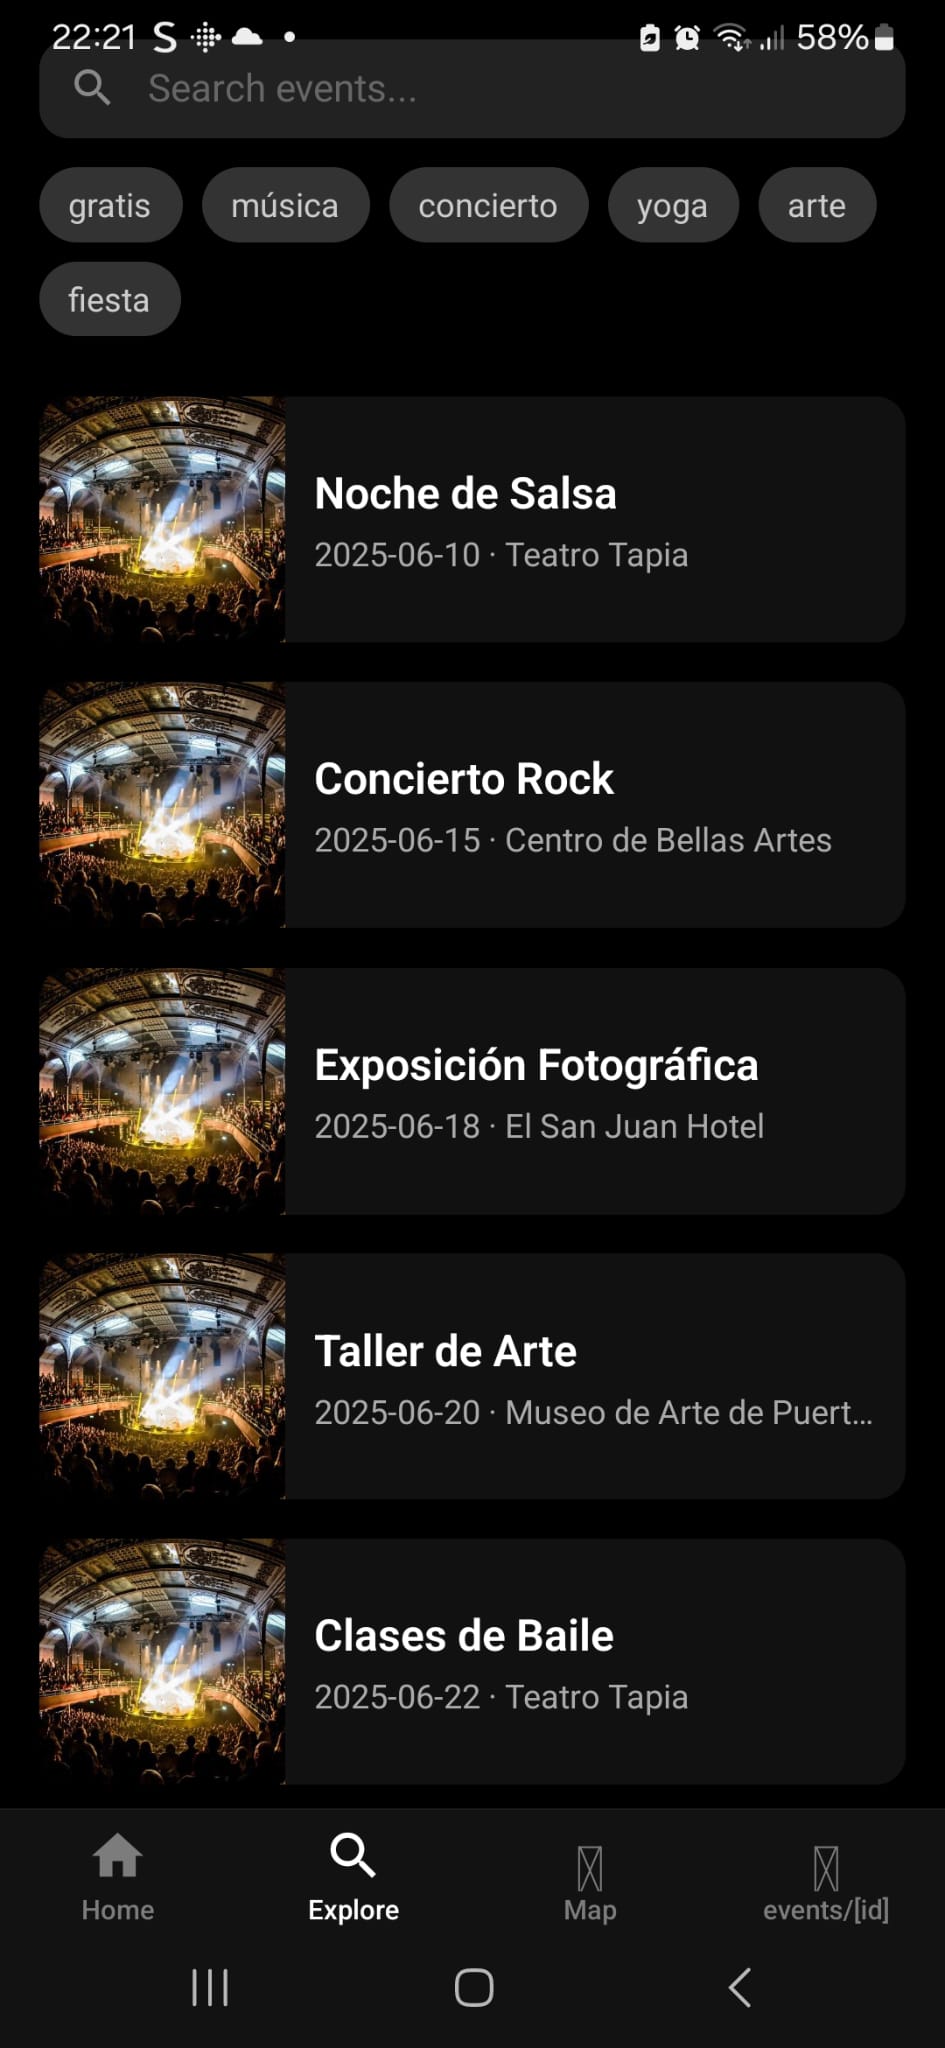 22:21 S 58%
Search events...
gratis música concierto yoga arte
fiesta
Noche de Salsa
2025-06-10 · Teatro Tapia
Concierto Rock
2025-06-15 · Centro de Bellas Artes
Exposición Fotográfica
2025-06-18 · El San Juan Hotel
Taller de Arte
2025-06-20 · Museo de Arte de Puert...
Clases de Baile
2025-06-22 · Teatro Tapia
Home Explore Map events/[id]